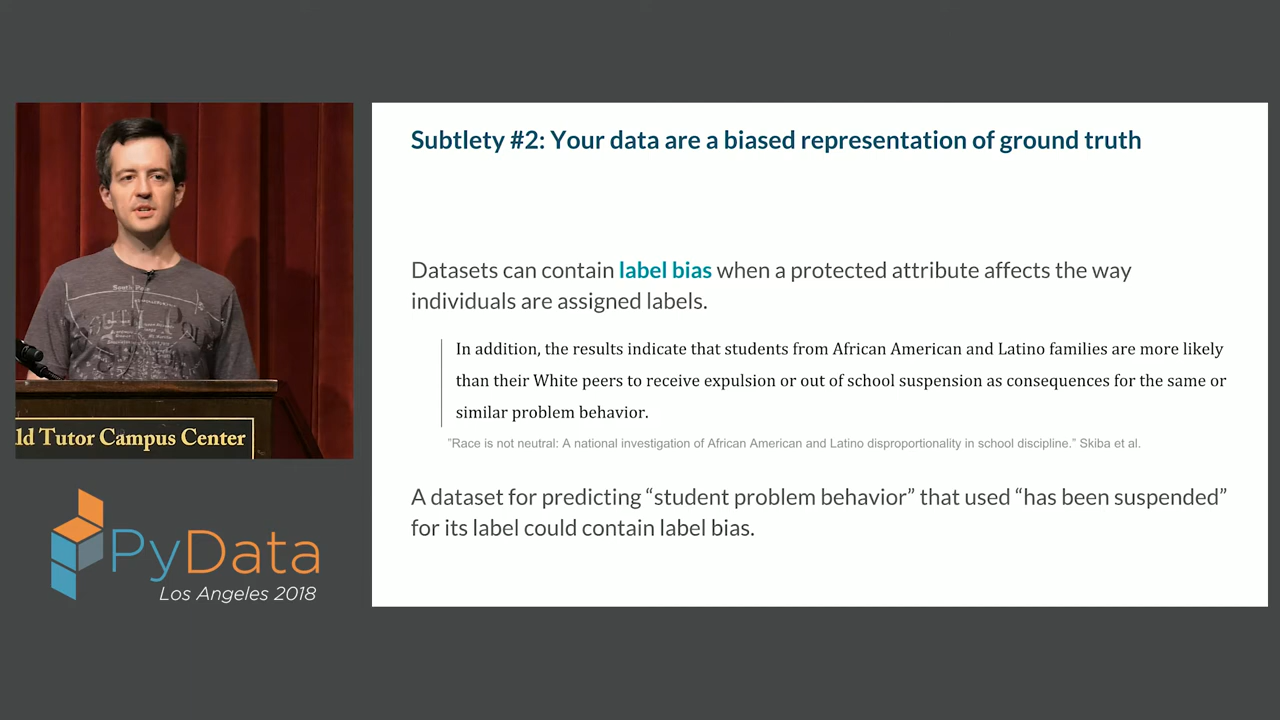 Subtlety #2: Your data are a biased representation of ground truth
Datasets can contain label bias when a protected attribute affects the way
individuals are assigned labels.
In addition, the results indicate that students from African American and Latino families are more likely
than their White peers to receive expulsion or out of school suspension as consequences for the same or
similar problem behavior.
"Race is not neutral: A national investigation of African American and Latino disproportionality in school discipline." Skiba et al.
A dataset for predicting “student problem behavior” that used “has been suspended”
for its label could contain label bias.
South Pole
ld Tutor Campus Center
PyData
Los Angeles 2018